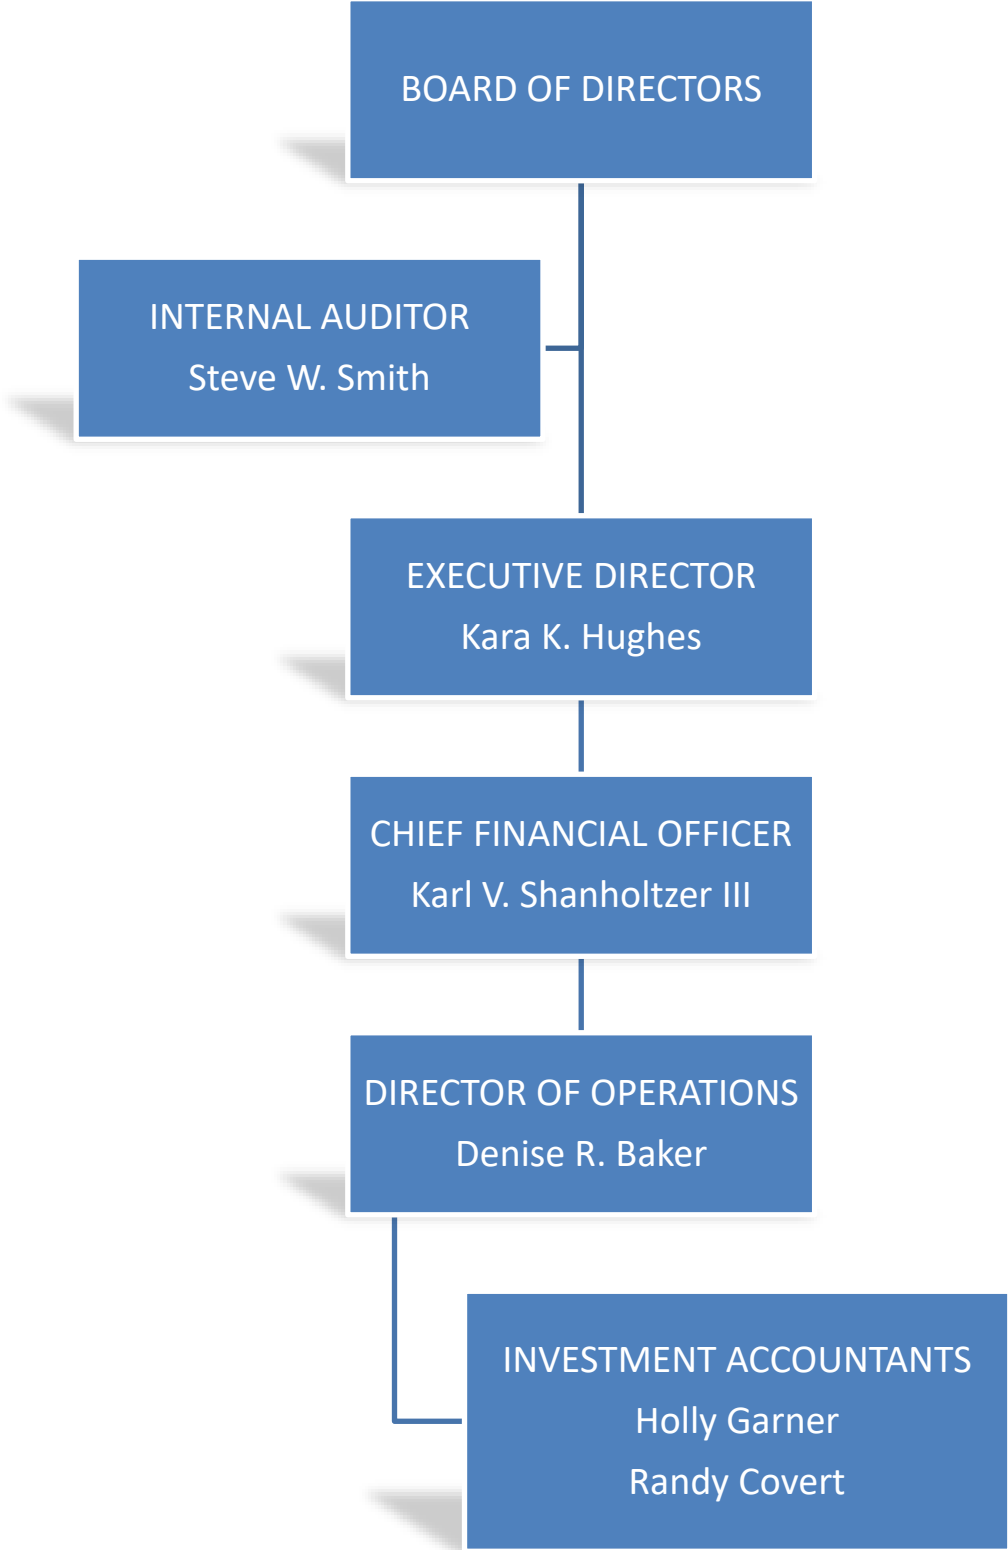 BOARD OF DIRECTORS
INTERNAL AUDITOR
Steve W. Smith
EXECUTIVE DIRECTOR
Kara K. Hughes
CHIEF FINANCIAL OFFICER
Karl V. Shanholtzer III
DIRECTOR OF OPERATIONS
Denise R. Baker
INVESTMENT ACCOUNTANTS
Holly Garner
Randy Covert